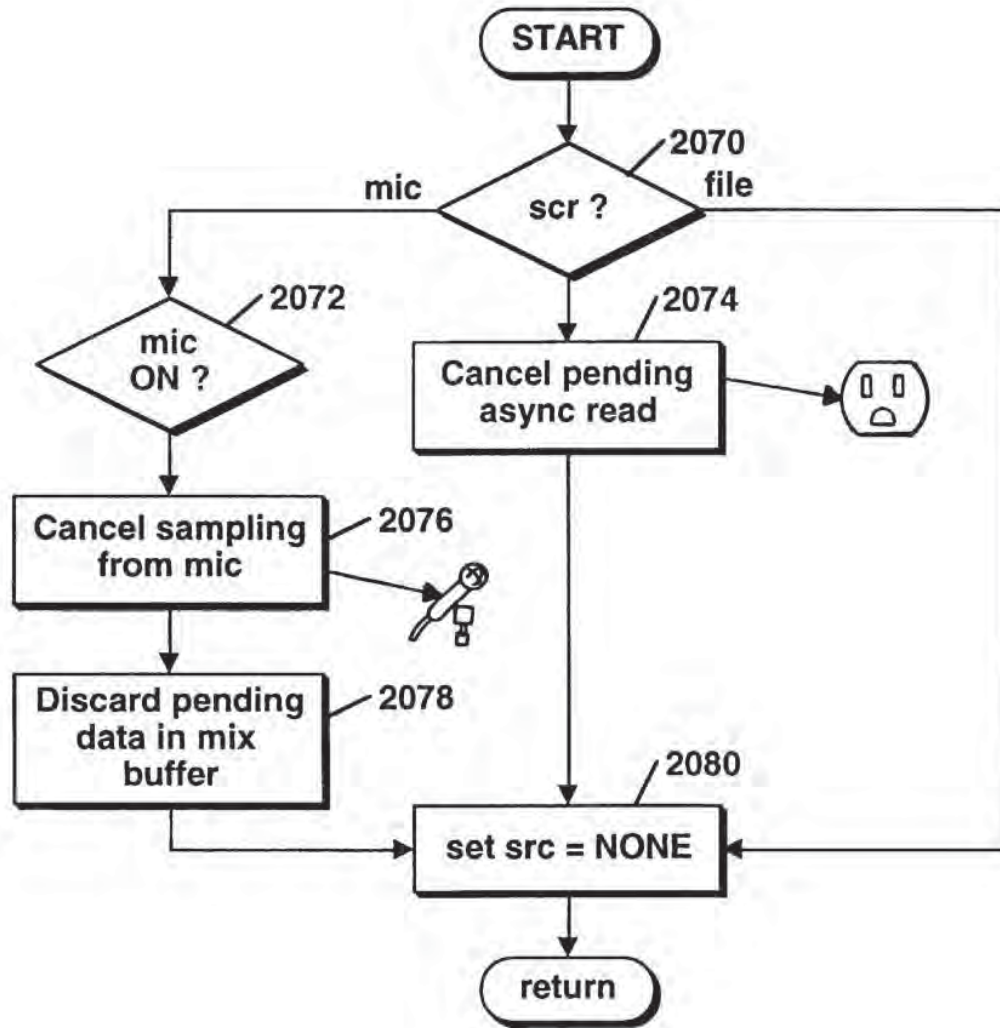 START
2070
mic
file
scr ?
2072
2074
mic
ON ?
Cancel pending
async read
Cancel sampling
from mic
2076
Discard pending
data in mix
buffer
2078
2080
set src = NONE
return